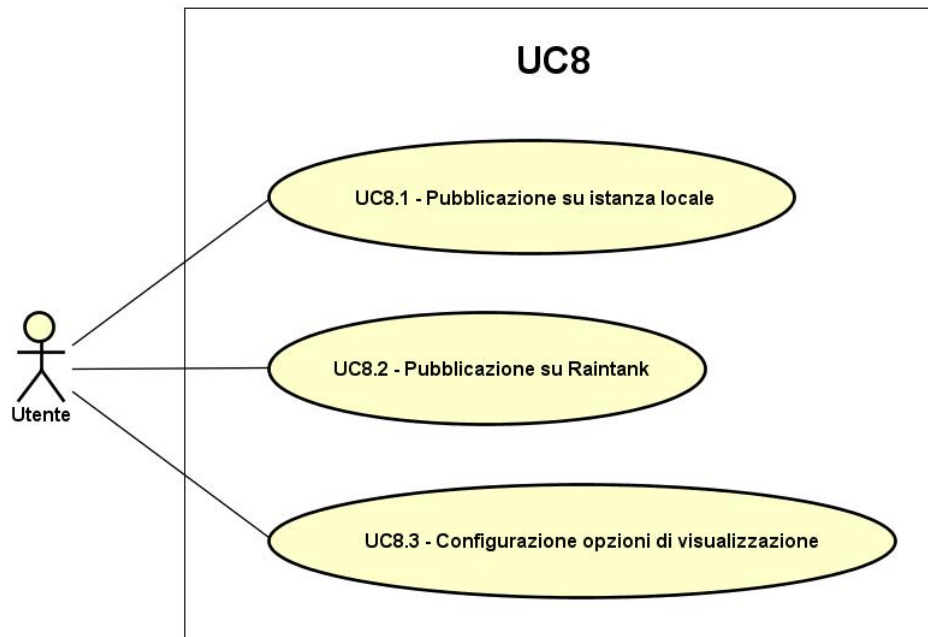 UC8
UC8.1 - Pubblicazione su istanza locale
UC8.2 - Pubblicazione su Raintank
Utente
UC8.3 - Configurazione opzioni di visualizzazione